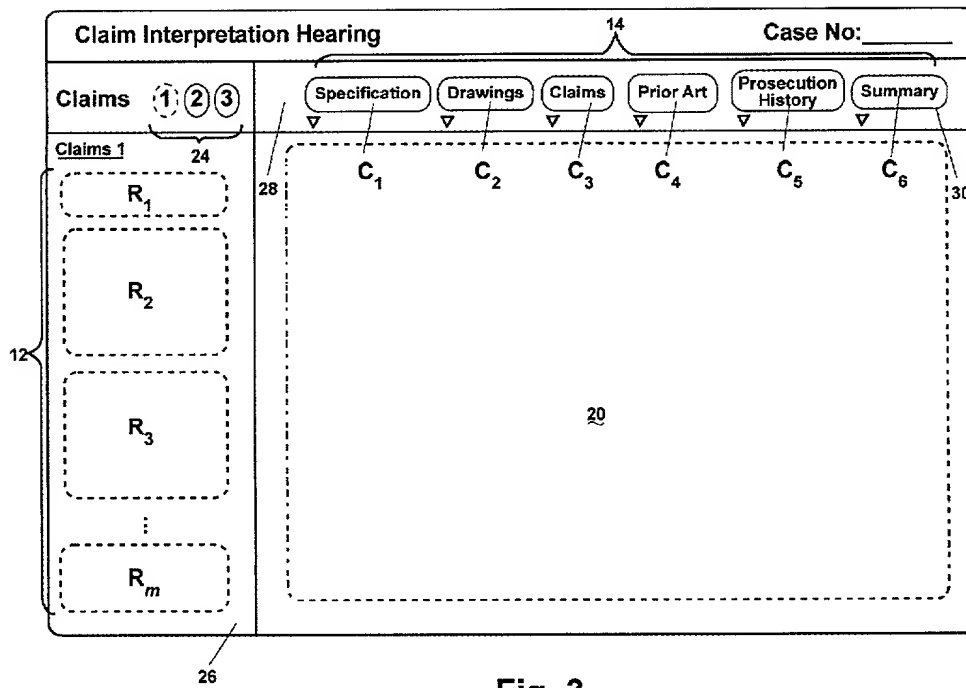 14
Claim Interpretation Hearing Case No:
Claims 1 2 3
Specification Drawings Claims Prior Art Prosecution History Summary
Claims 1
24
28
C1 C2 C3 C4 C5 C6
30
R1
R2
12
R3
20
⋮
Rm
26